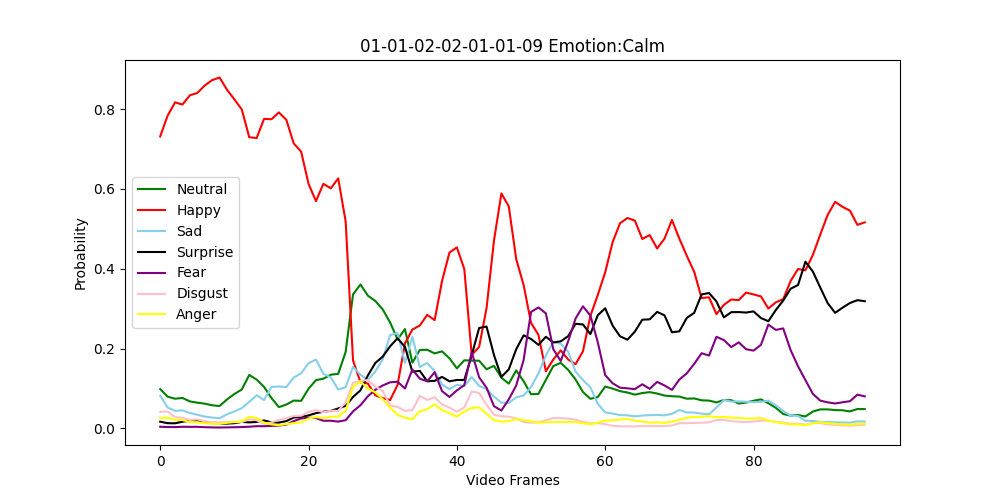 01-01-02-02-01-01-09 Emotion:Calm
Probability
0.8
0.6
0.4
0.2
0.0
Neutral
Happy
Sad
Surprise
Fear
Disgust
Anger
0 20 40 60 80
Video Frames